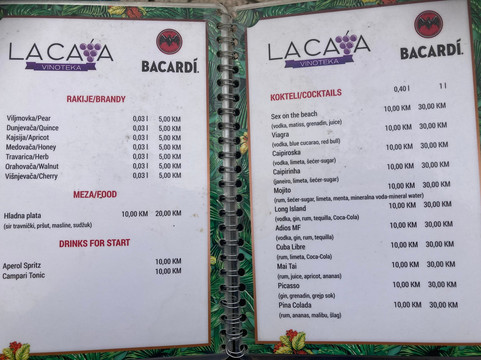 LACAVA
VINOTEKA
BACARDÍ.
RAKIJE/BRANDY
Viljmovka/Pear 0,03 l 5,00 KM
Dunjevača/Quince 0,03 l 5,00 KM
Kajsija/Apricot 0,03 l 5,00 KM
Medovača/Honey 0,03 l 5,00 KM
Travarica/Herb 0,03 l 5,00 KM
Orahovača/Walnut 0,03 l 5,00 KM
Višnjevača/Cherry 0,03 l 5,00 KM
MEZA/FOOD
Hladna plata 10,00 KM 20,00 KM
(sir travnički, pršut, masline, sudžuk)
DRINKS FOR START
Aperol Spritz 10,00 KM
Campari Tonic 10,00 KM
LACAVA
VINOTEKA
BACARDÍ.
KOKTELI/COCKTAILS 0,40 l 1 l
Sex on the beach 10,00 KM 30,00 KM
(vodka, matiss, grenadin, juice)
Viagra 10,00 KM 30,00 KM
(vodka, blue cucarao, red bull)
Caipiroska 10,00 KM 30,00 KM
(vodka, limeta, šećer-sugar)
Caipirinha 10,00 KM 30,00 KM
(janeiro, limeta, šećer-sugar)
Mojito 10,00 KM 30,00 KM
(rum, šećer-sugar, limeta, menta, mineralna voda-mineral water)
Long Island 10,00 KM 30,00 KM
(vodka, gin, rum, tequilla, Coca-Cola)
Adios MF 10,00 KM 30,00 KM
(vodka, gin, rum, tequilla)
Cuba Libre 10,00 KM 30,00 KM
(rum, limeta, Coca-Cola)
Mai Tai 10,00 KM 30,00 KM
(rum, juice, apricot, ananas)
Picasso 10,00 KM 30,00 KM
(gin, grenadin, grejp sok)
Pina Colada 10,00 KM 30,00 KM
(rum, ananas, malibu, šlag)